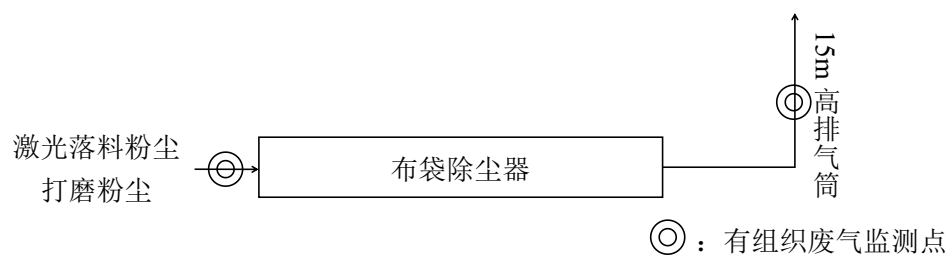 激光落料粉尘
打磨粉尘
布袋除尘器
15m高排气筒
：有组织废气监测点